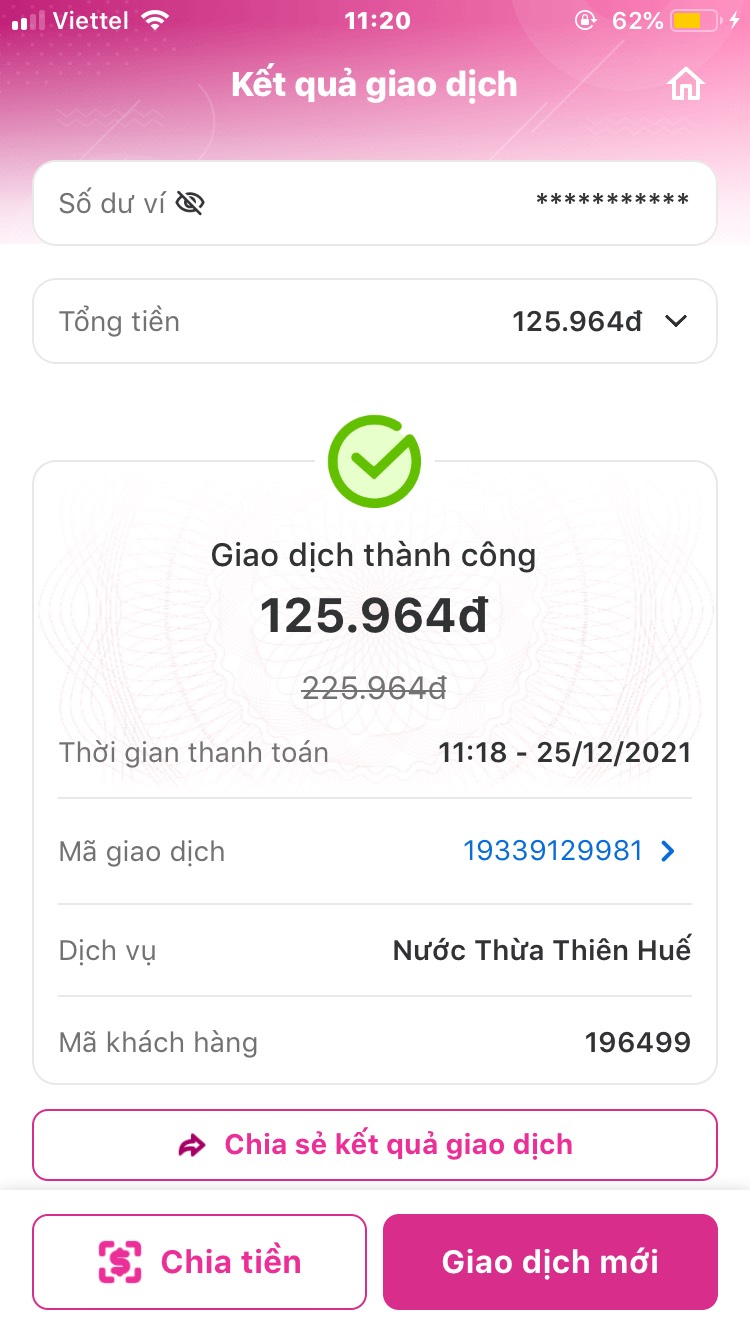 Viettel 11:20 62%
Kết quả giao dịch
Số dư ví ***********
Tổng tiền 125.964đ
Giao dịch thành công
125.964đ
225.964đ
Thời gian thanh toán 11:18 - 25/12/2021
Mã giao dịch 19339129981
Dịch vụ Nước Thừa Thiên Huế
Mã khách hàng 196499
Chia sẻ kết quả giao dịch
Chia tiền Giao dịch mới